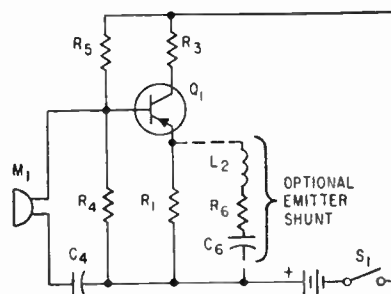 R5
R3
Q1
M1
L2
OPTIONAL
EMITTER
SHUNT
R4
R1
R6
C6
C4
+
S1